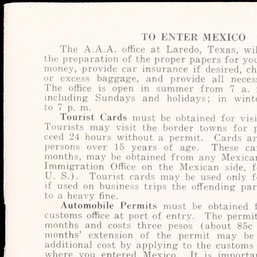 TO ENTER MEXICO
The A.A.A. office at Laredo, Texas, wil
the preparation of the proper papers for you
money, provide car insurance if desired, ch
or excess baggage, and provide all neces
The office is open in summer from 7 a.
including Sundays and holidays; in wint
to 7 p. m.
Tourist Cards must be obtained for visit
Tourists may visit the border towns for p
ceed 24 hours without a permit. Cards ar
persons over 15 years of age. These ca
months, may be obtained from any Mexican
Immigration Office on the Mexican side, f
U. S.). Tourist cards may be used only f
if used on business trips the offending par
to a heavy fine.
Automobile Permits must be obtained f
customs office at port of entry. The permit
months and costs three pesos (about 85c
months' extension of the permit may be
additional cost by applying to the customs
where you entered Mexico. It is important